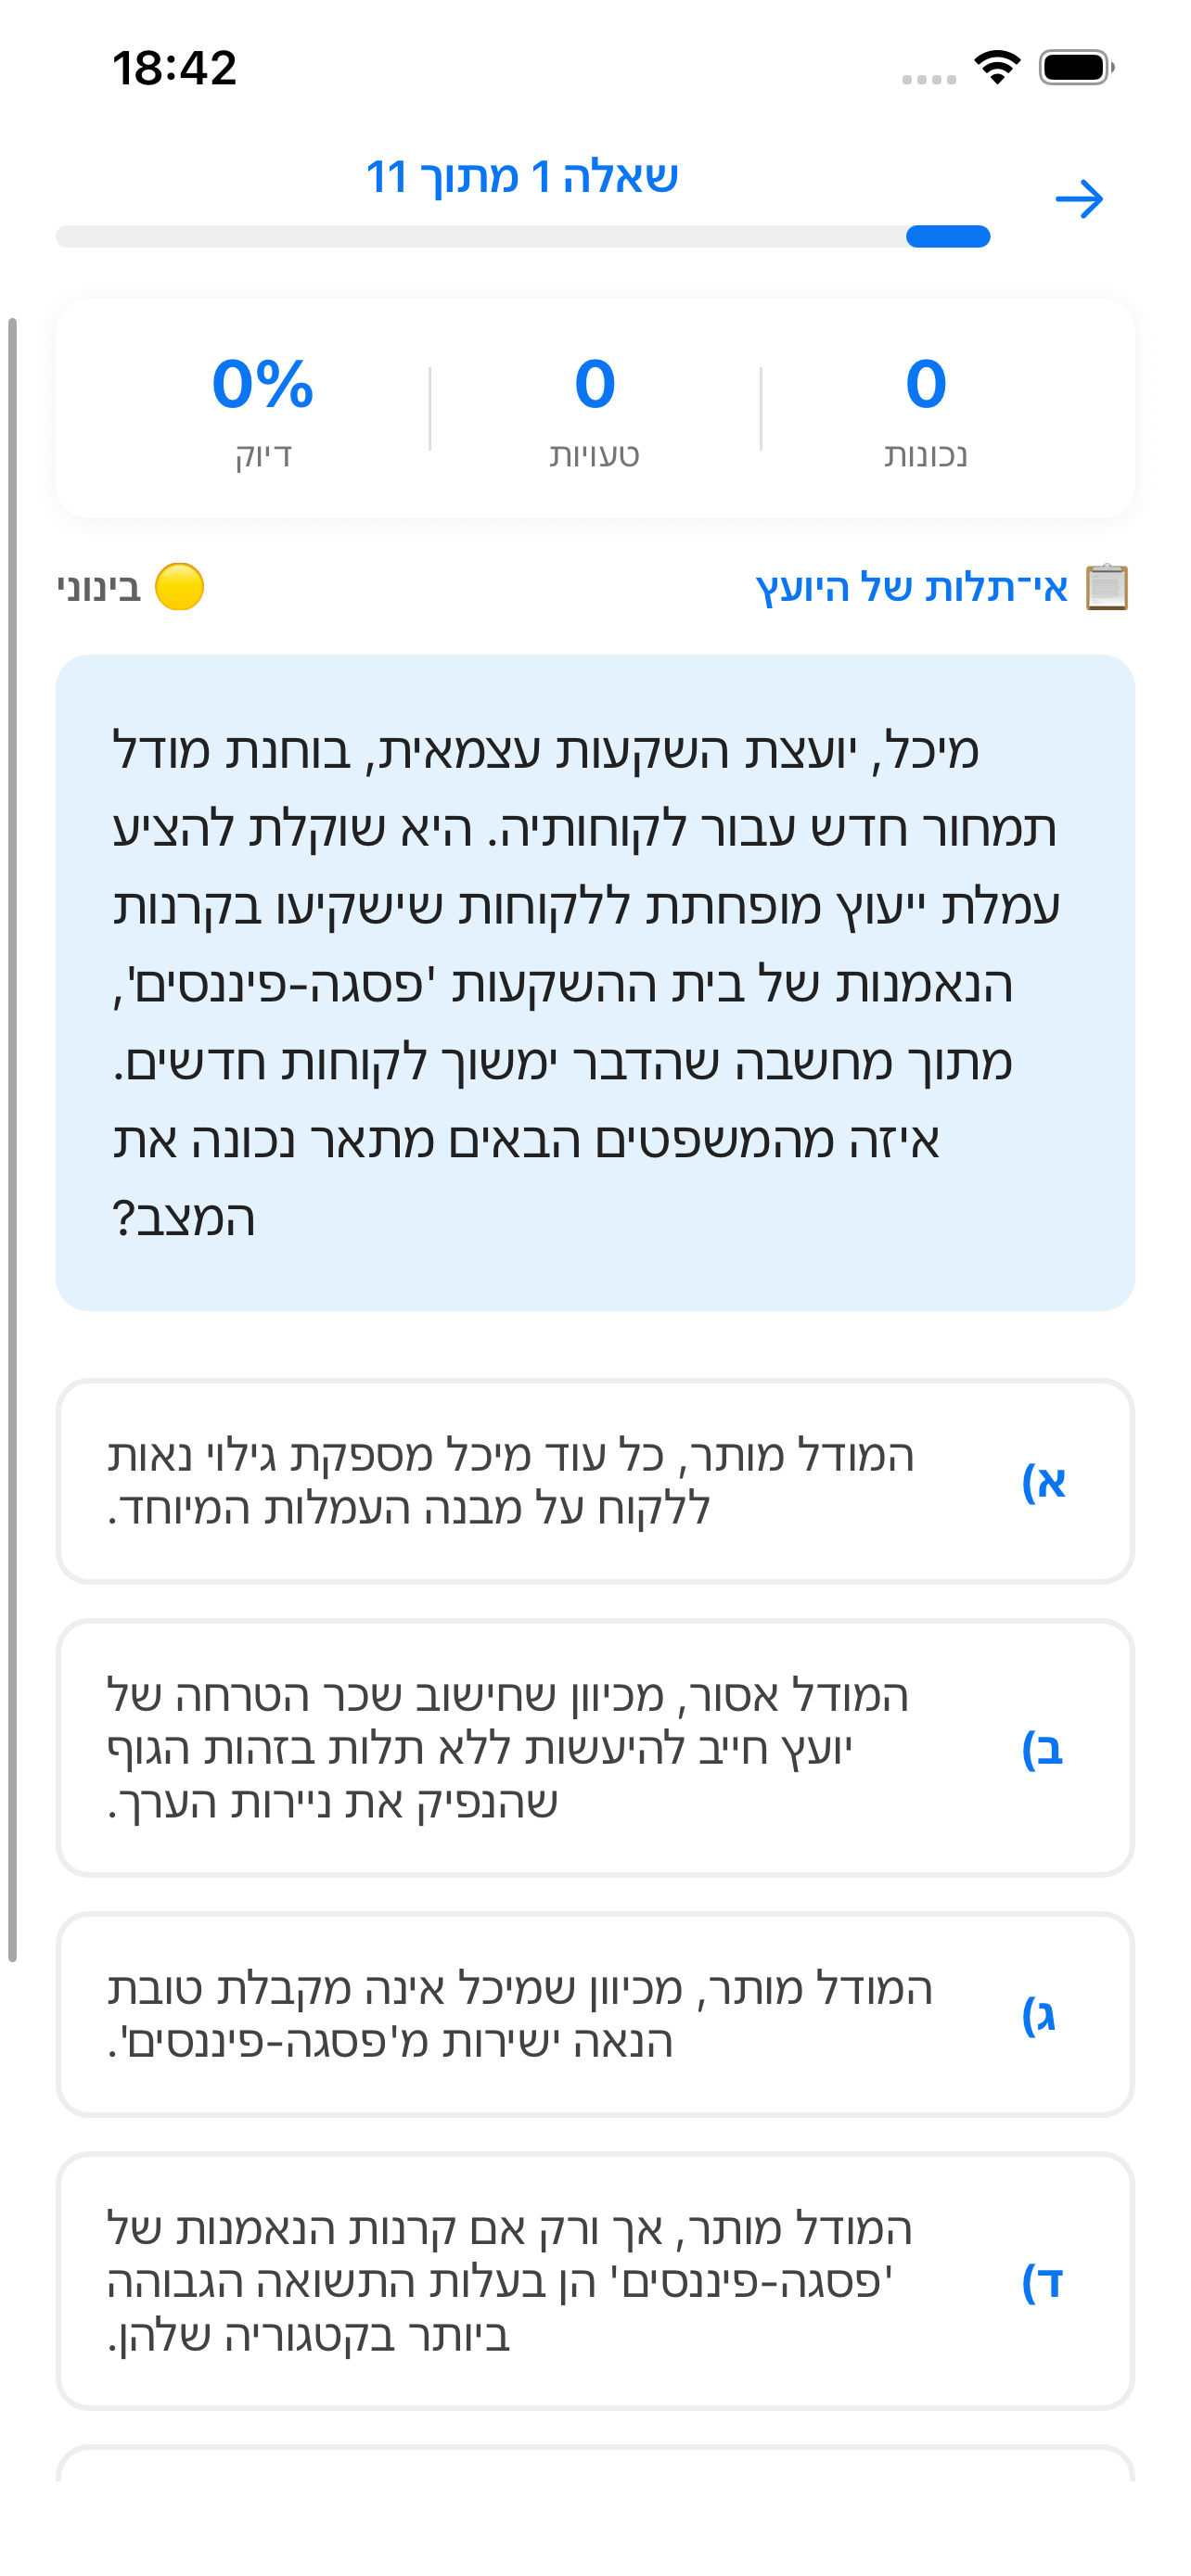 18:42
שאלה 1 מתוך 11
0
0
0%
נכונות
טעויות
דיוק
אי־תלות של היועץ
בינוני
מיכל, יועצת השקעות עצמאית, בוחנת מודל
תמחור חדש עבור לקוחותיה. היא שוקלת להציע
עמלת ייעוץ מופחתת ללקוחות שישקיעו בקרנות
הנאמנות של בית ההשקעות 'פסגה-פיננסים',
מתוך מחשבה שהדבר ימשוך לקוחות חדשים.
איזה מהמשפטים הבאים מתאר נכונה את
המצב?
א)
המודל מותר, כל עוד מיכל מספקת גילוי נאות
ללקוח על מבנה העמלות המיוחד.
ב)
המודל אסור, מכיוון שחישוב שכר הטרחה של
יועץ חייב להיעשות ללא תלות בזהות הגוף
שהנפיק את ניירות הערך.
ג)
המודל מותר, מכיוון שמיכל אינה מקבלת טובת
הנאה ישירות מ'פסגה-פיננסים'.
ד)
המודל מותר, אך ורק אם קרנות הנאמנות של
'פסגה-פיננסים' הן בעלות התשואה הגבוהה
ביותר בקטגוריה שלהן.